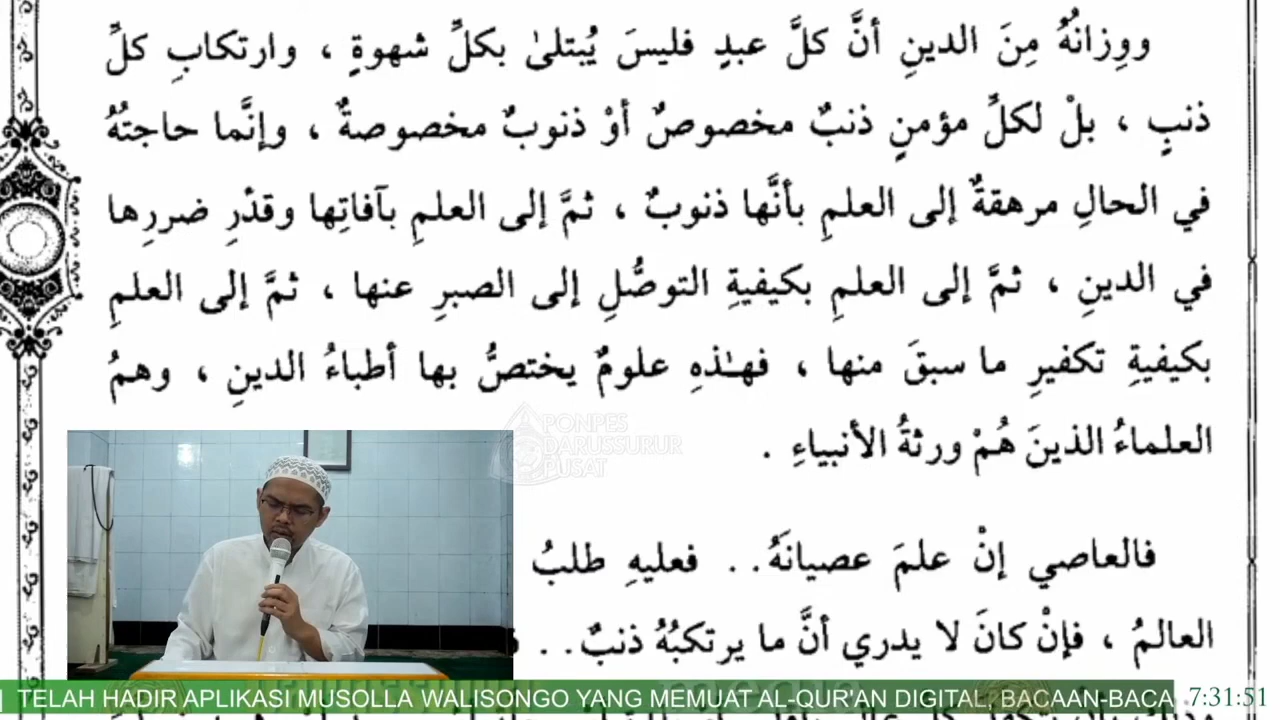 ووِزانُهُ مِنَ الدينِ أنَّ كلَّ عبدٍ فليسَ يُبتلىٰ بكلِّ شهوةٍ ، وارتكابِ كلِّ
ذنبٍ ، بلْ لكلِّ مؤمنٍ ذنبٌ مخصوصٌ أوْ ذنوبٌ مخصوصةٌ ، وإنَّما حاجتُهُ
في الحالِ مرهقةٌ إلى العلمِ بأنَّها ذنوبٌ ، ثمَّ إلى العلمِ بآفاتِها وقدْرِ ضررِها
في الدينِ ، ثمَّ إلى العلمِ بكيفيةِ التوصُّلِ إلى الصبرِ عنها ، ثمَّ إلى العلمِ
بكيفيةِ تكفيرِ ما سبقَ منها ، فهـٰذهِ علومٌ يختصُّ بها أطباءُ الدينِ ، وهمُ
العلماءُ الذينَ هُمْ ورثةُ الأنبياءِ .
PONPES
DARUSSURUR
PUSAT
فالعاصي إنْ علمَ عصيانَهُ . . فعليهِ طلبُ
العالمُ ، فإنْ كانَ لا يدري أنَّ ما يرتكبُهُ ذنبٌ . .
TELAH HADIR APLIKASI MUSOLLA WALISONGO YANG MEMUAT AL-QUR'AN DIGITAL, BACAAN-BACA
7:31:51